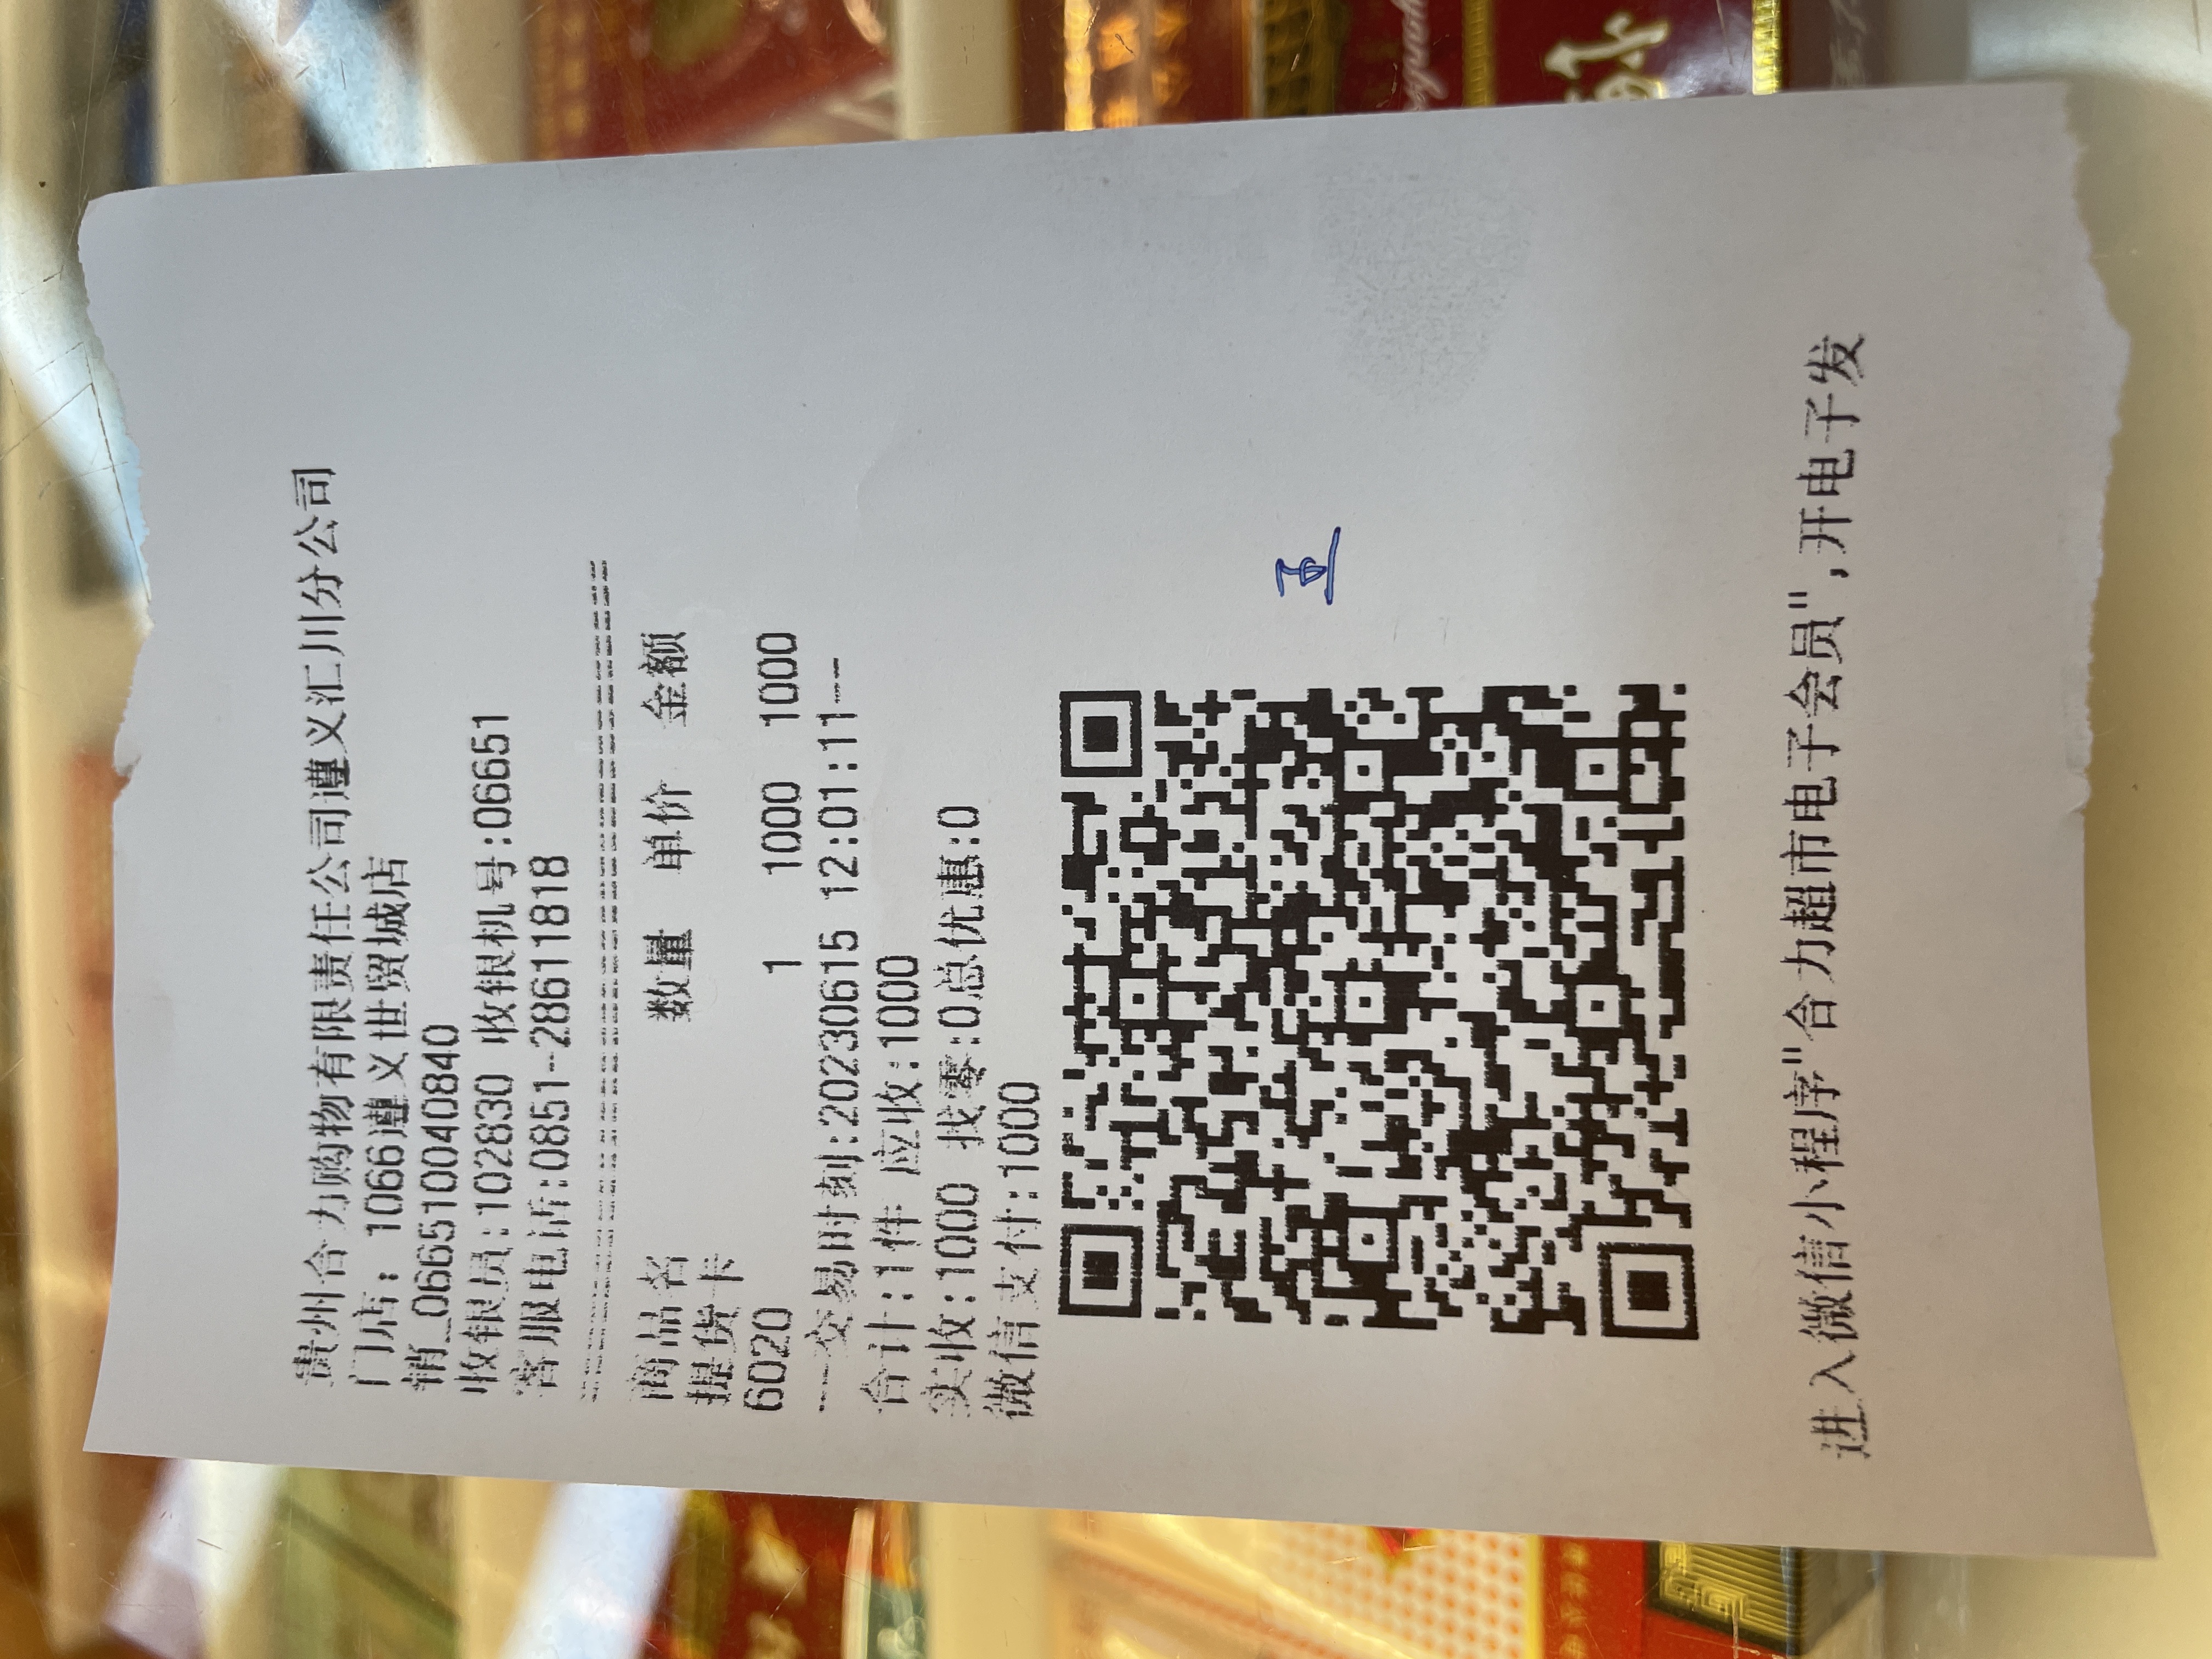 贵州合力购物有限责任公司遵义汇川分公司
门店: 1066遵义世贸城店
销_066510040840
收银员:102830 收银机号:06651
客服电话:0851-28611818
================================
商品名 数量 单价 金额
提货卡
6020 1 1000 1000
---交易时刻:20230615 12:01:11--
合计:1件 应收:1000
实收:1000 找零:0总优惠:0
微信支付:1000
进入微信小程序"合力超市电子会员",开电子发